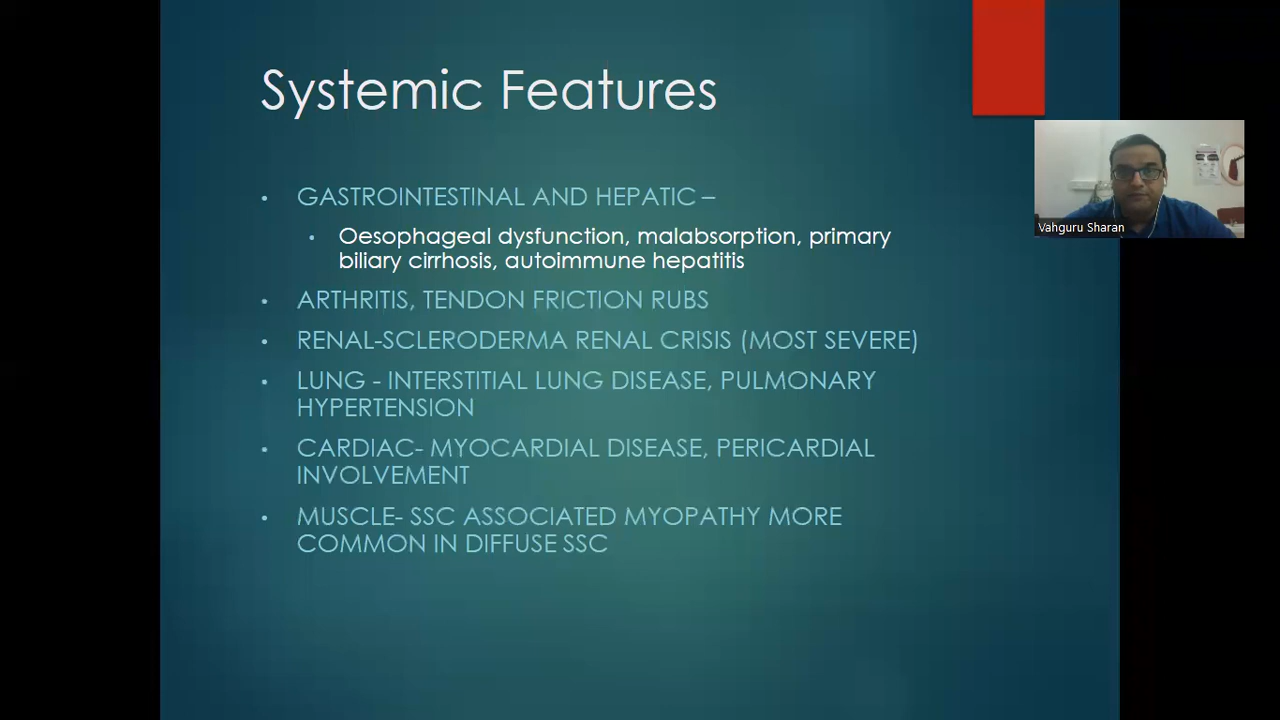 Systemic Features
• GASTROINTESTINAL AND HEPATIC –
• Oesophageal dysfunction, malabsorption, primary
biliary cirrhosis, autoimmune hepatitis
• ARTHRITIS, TENDON FRICTION RUBS
• RENAL-SCLERODERMA RENAL CRISIS (MOST SEVERE)
• LUNG - INTERSTITIAL LUNG DISEASE, PULMONARY
HYPERTENSION
• CARDIAC- MYOCARDIAL DISEASE, PERICARDIAL
INVOLVEMENT
• MUSCLE- SSC ASSOCIATED MYOPATHY MORE
COMMON IN DIFFUSE SSC
Vahguru Sharan